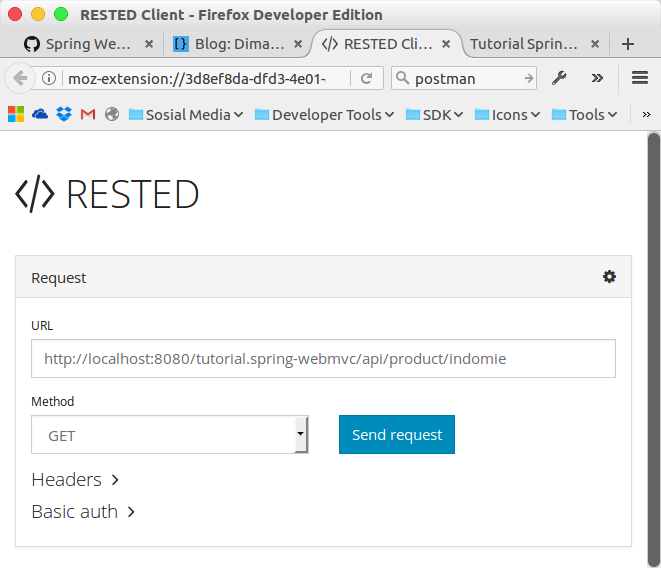 RESTED Client - Firefox Developer Edition
Spring We... × Blog: Dima... × </> RESTED Cli... × Tutorial Sprin... × +
moz-extension://3d8ef8da-dfd3-4e01- postman »
Sosial Media Developer Tools SDK Icons Tools »
</> RESTED
Request
URL
http://localhost:8080/tutorial.spring-webmvc/api/product/indomie
Method
GET Send request
Headers >
Basic auth >